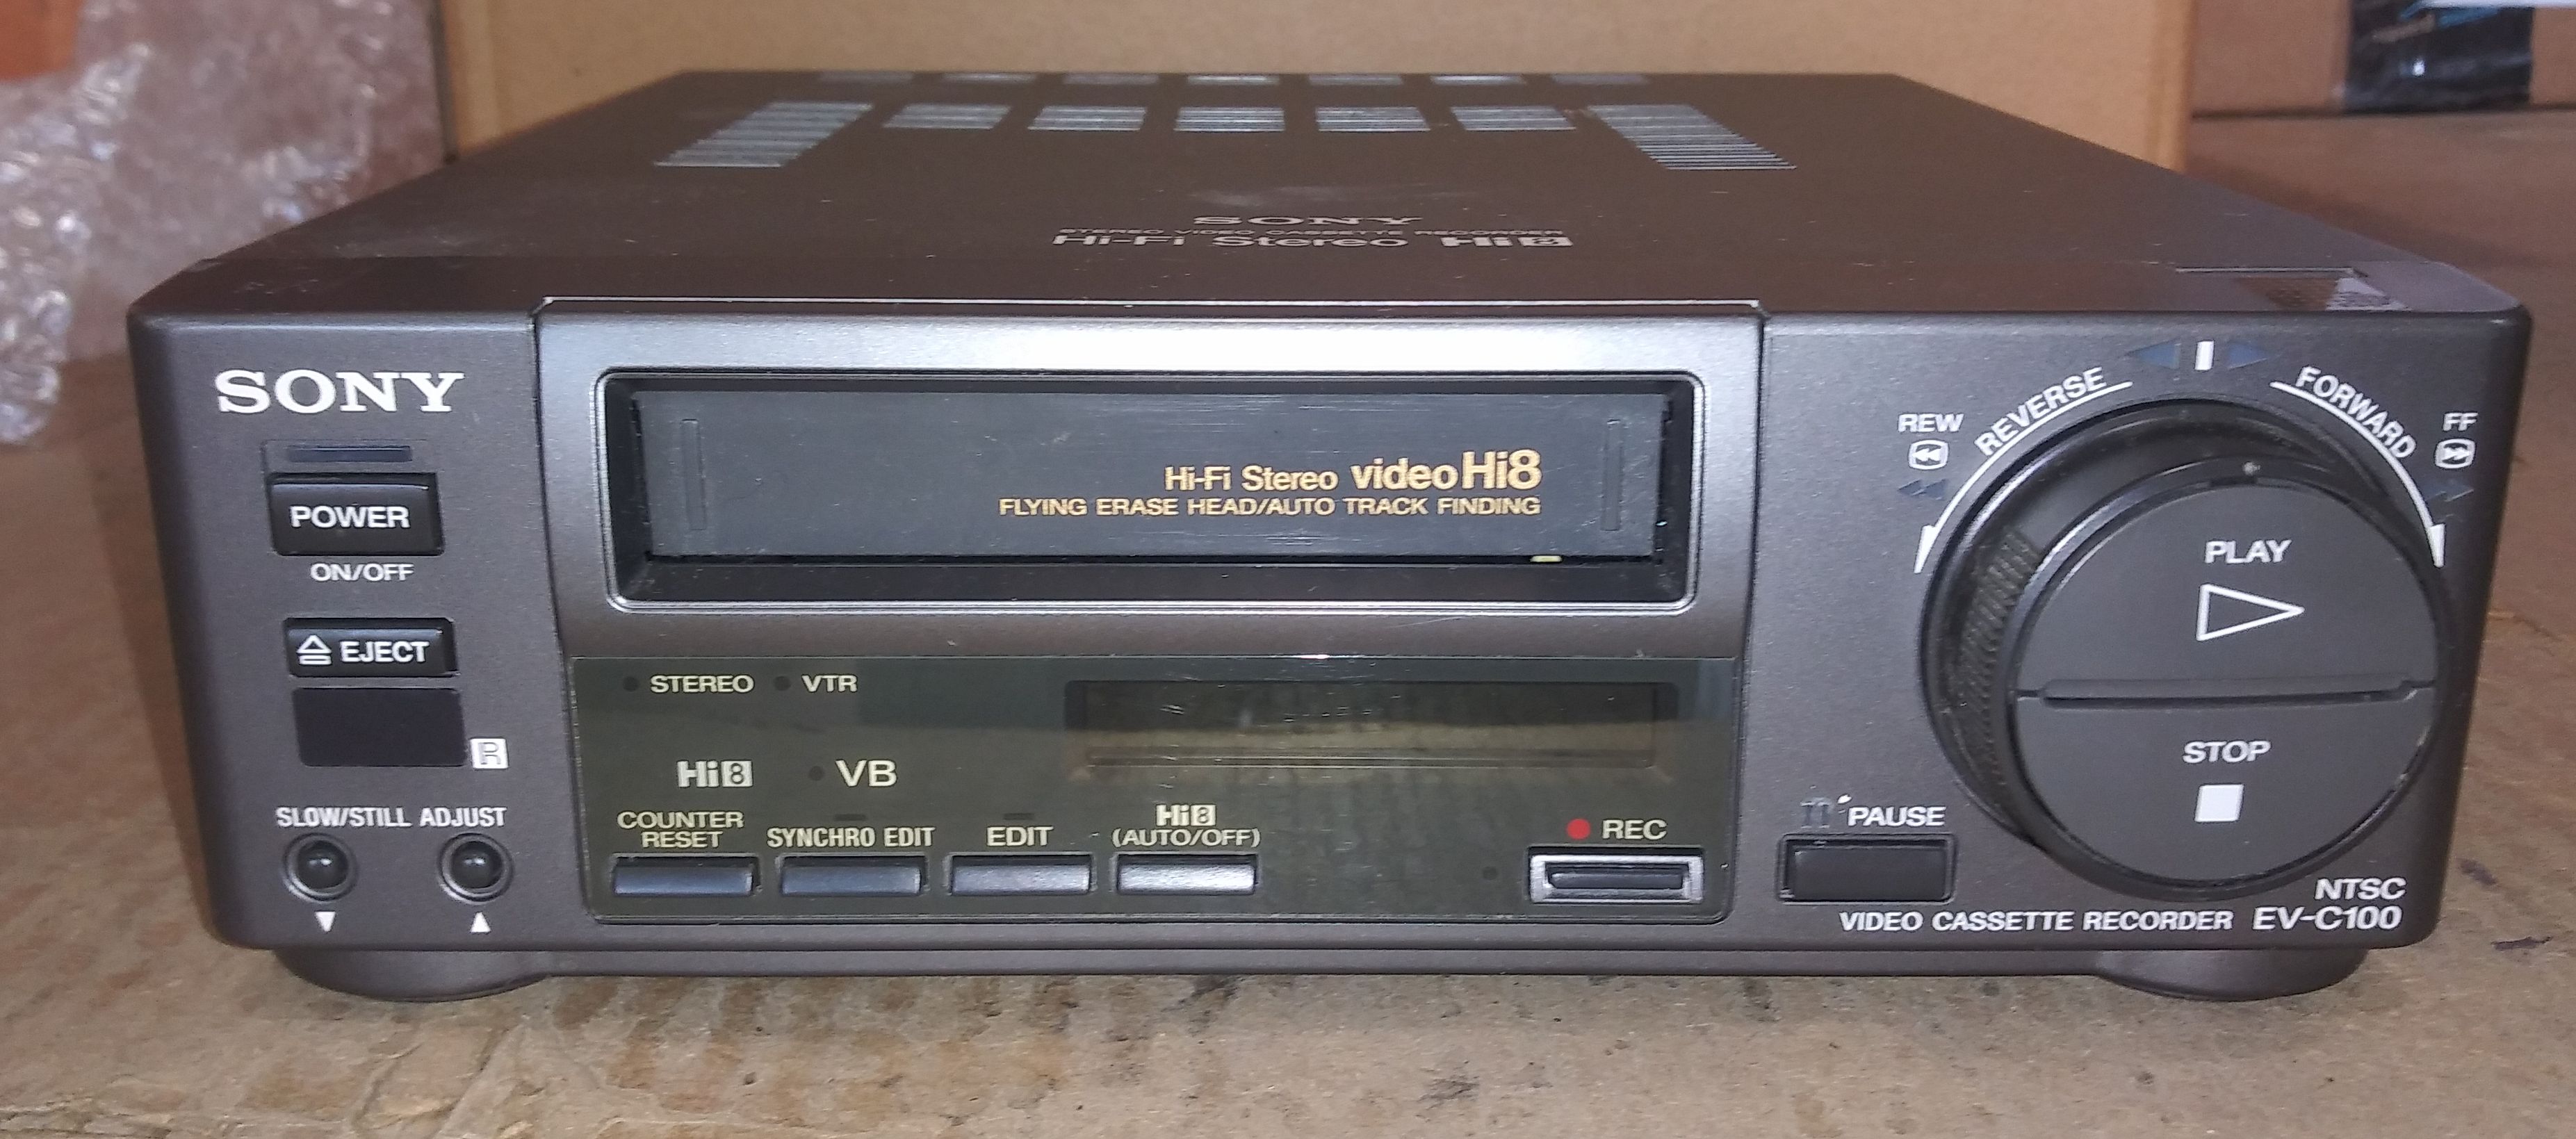 SONY
STEREO VIDEO CASSETTE RECORDER
Hi-Fi Stereo Hi8
SONY
POWER
ON/OFF
EJECT
R
SLOW/STILL ADJUST
Hi-Fi Stereo video Hi8
FLYING ERASE HEAD/AUTO TRACK FINDING
STEREO VTR
Hi8 VB
COUNTER
RESET
SYNCHRO EDIT
EDIT
Hi8
(AUTO/OFF)
REC
REW
REVERSE
FORWARD
FF
PLAY
STOP
PAUSE
NTSC
VIDEO CASSETTE RECORDER EV-C100